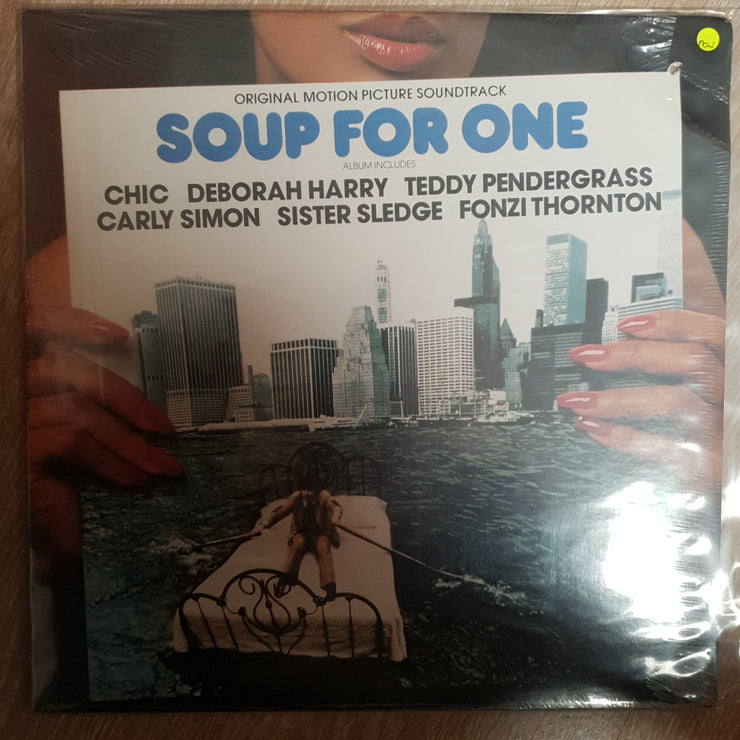 new
ORIGINAL MOTION PICTURE SOUNDTRACK
SOUP FOR ONE
ALBUM INCLUDES
CHIC DEBORAH HARRY TEDDY PENDERGRASS
CARLY SIMON SISTER SLEDGE FONZI THORNTON